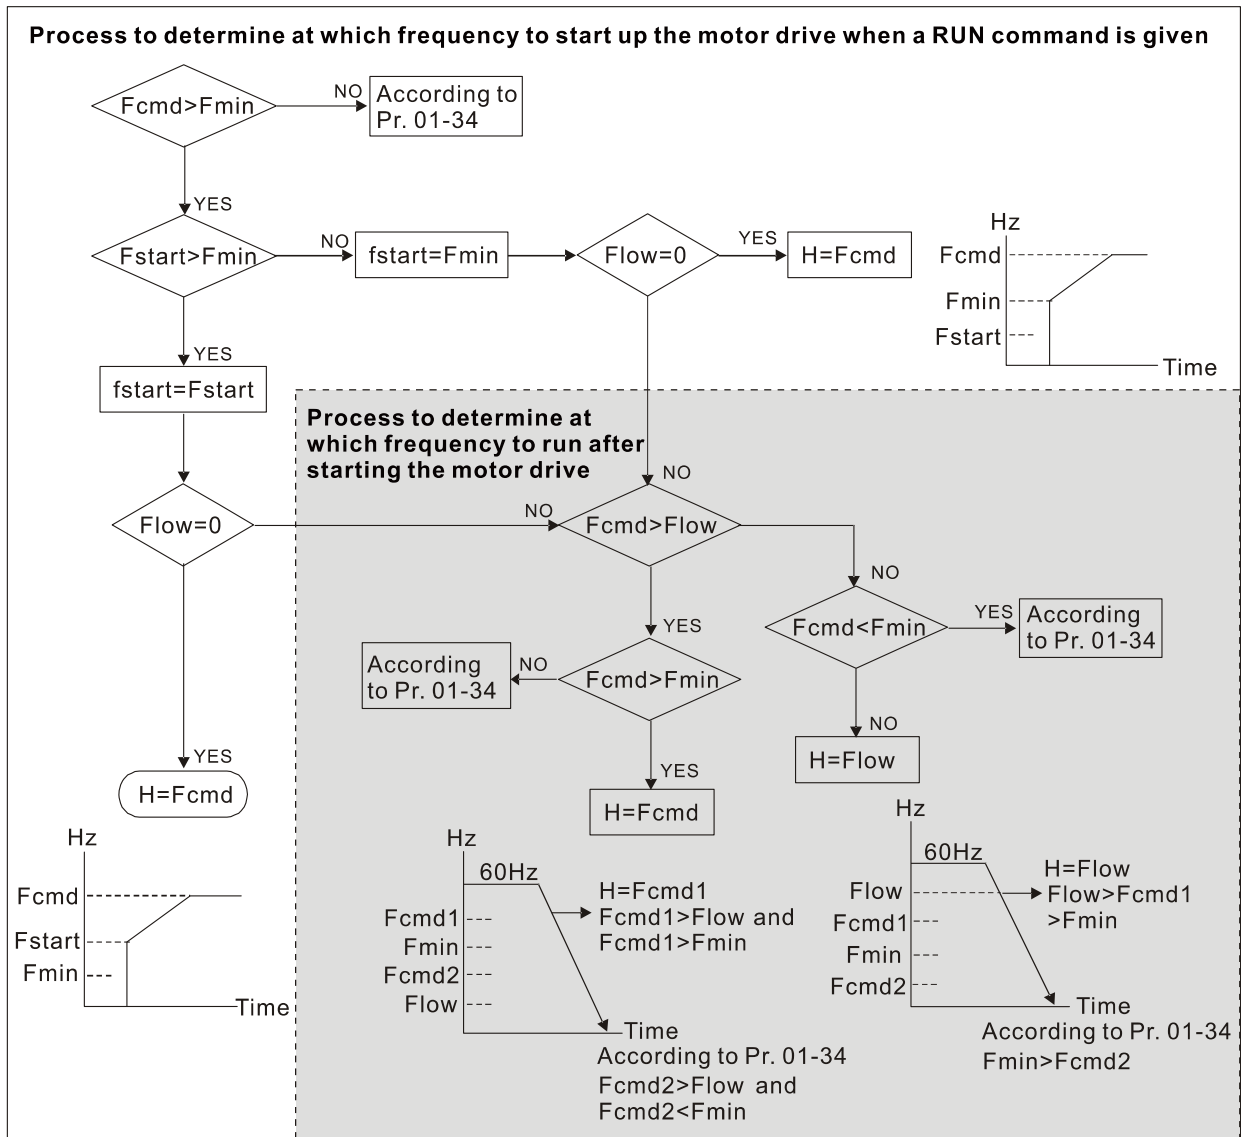 Process to determine at which frequency to start up the motor drive when a RUN command is given
Fcmd>Fmin
NO
According to
Pr. 01-34
YES
Fstart>Fmin
NO
fstart=Fmin
Flow=0
YES
H=Fcmd
Hz
Fcmd
Fmin
Fstart
Time
YES
fstart=Fstart
Process to determine at
which frequency to run after
starting the motor drive
NO
Flow=0
NO
Fcmd>Flow
NO
Fcmd<Fmin
YES
According
to Pr. 01-34
YES
According
to Pr. 01-34
NO
Fcmd>Fmin
NO
H=Flow
YES
H=Fcmd
YES
H=Fcmd
Hz
Fcmd
Fstart
Fmin
Time
Hz
60Hz
Fcmd1
Fmin
Fcmd2
Flow
H=Fcmd1
Fcmd1>Flow and
Fcmd1>Fmin
Time
According to Pr. 01-34
Fcmd2>Flow and
Fcmd2<Fmin
Hz
60Hz
Flow
Fcmd1
Fmin
Fcmd2
H=Flow
Flow>Fcmd1
>Fmin
Time
According to Pr. 01-34
Fmin>Fcmd2